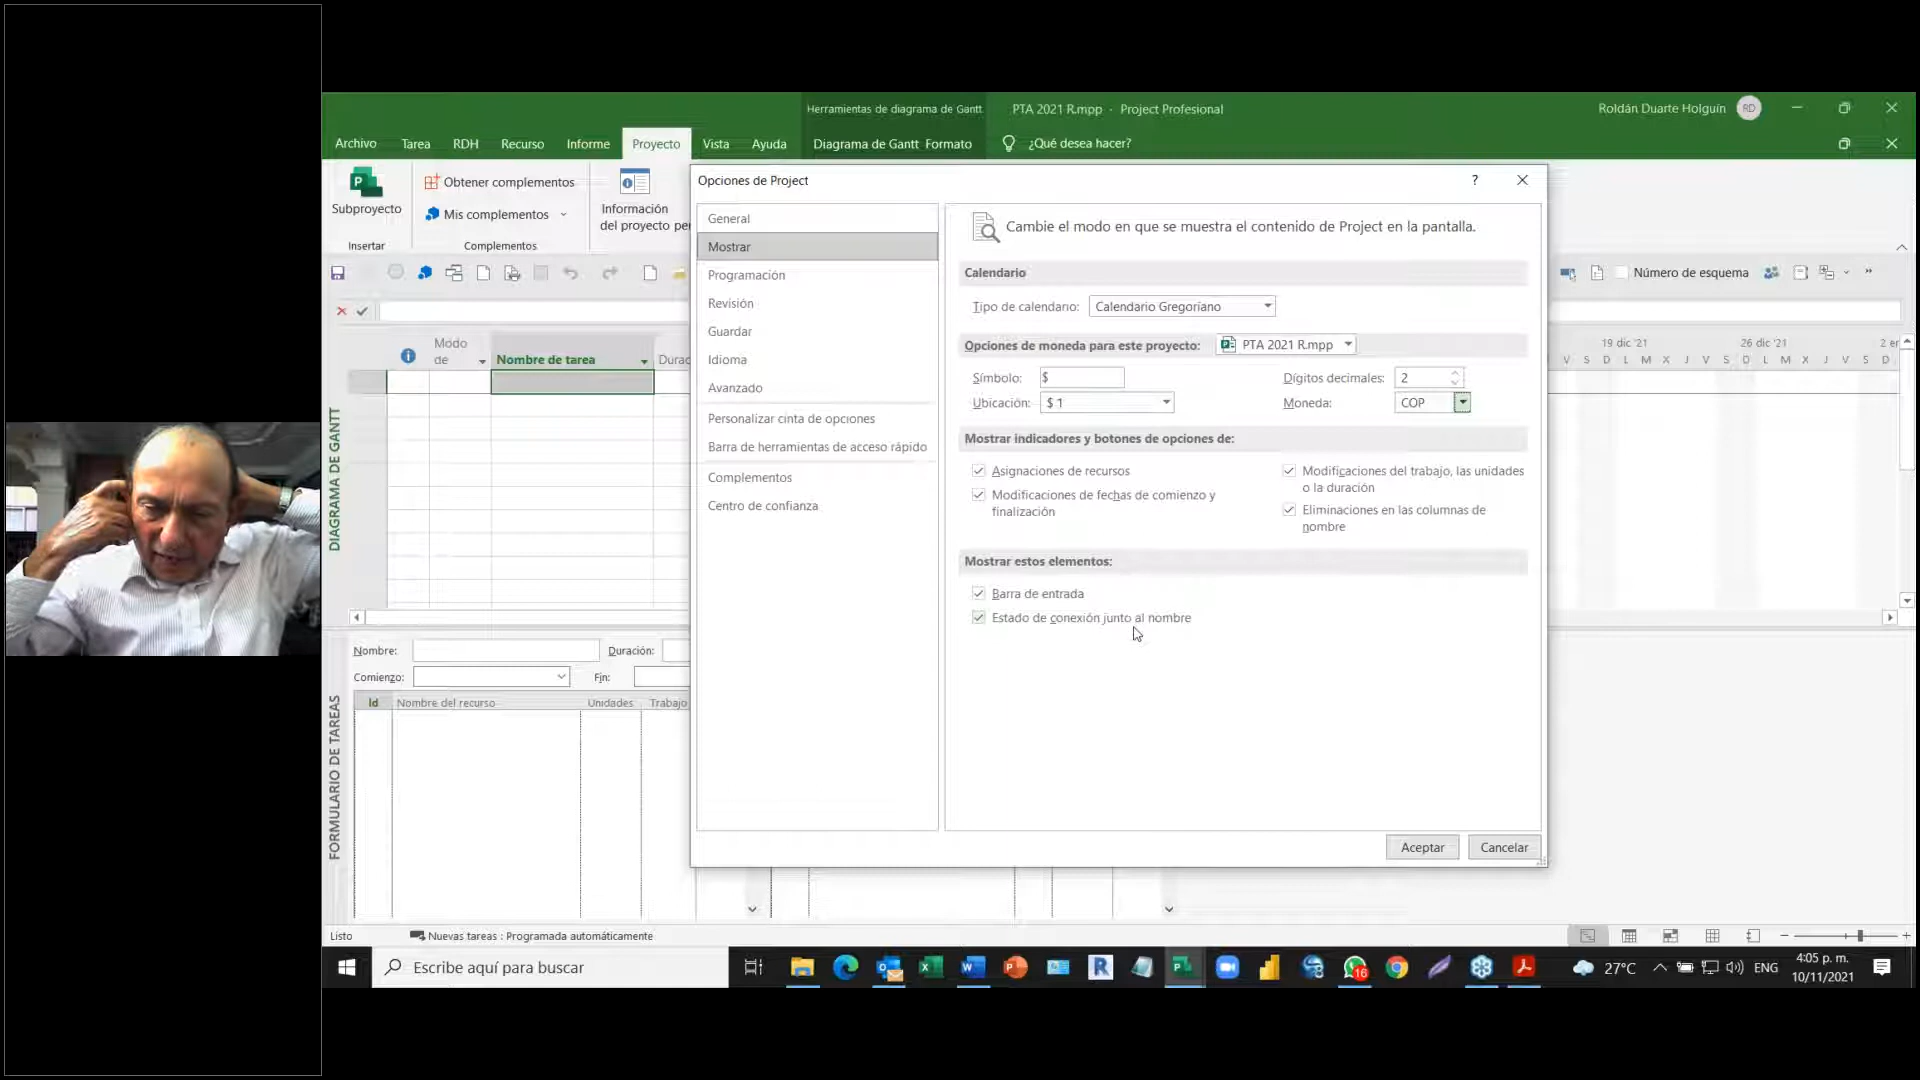 Herramientas de diagrama de Gantt
PTA 2021 R.mpp - Project Profesional
Roldán Duarte Holguín RD
Archivo Tarea RDH Recurso Informe Proyecto Vista Ayuda Diagrama de Gantt Formato ¿Qué desea hacer?
Subproyecto
Insertar
Obtener complementos
Mis complementos
Complementos
Información
del proyecto per
Número de esquema
Modo
de
Nombre de tarea
Durac
19 dic '21 26 dic '21 2 er
V S D L M X J V S D L M X J V S D
DIAGRAMA DE GANTT
Opciones de Project
General
Mostrar
Programación
Revisión
Guardar
Idioma
Avanzado
Personalizar cinta de opciones
Barra de herramientas de acceso rápido
Complementos
Centro de confianza
Cambie el modo en que se muestra el contenido de Project en la pantalla.
Calendario
Tipo de calendario: Calendario Gregoriano
Opciones de moneda para este proyecto: PTA 2021 R.mpp
Símbolo: $
Dígitos decimales: 2
Ubicación: $ 1
Moneda: COP
Mostrar indicadores y botones de opciones de:
Asignaciones de recursos
Modificaciones de fechas de comienzo y
finalización
Modificaciones del trabajo, las unidades
o la duración
Eliminaciones en las columnas de
nombre
Mostrar estos elementos:
Barra de entrada
Estado de conexión junto al nombre
Aceptar Cancelar
FORMULARIO DE TAREAS
Nombre: Duración:
Comienzo: Fin:
Id Nombre del recurso Unidades Trabajo
Listo Nuevas tareas : Programada automáticamente
Escribe aquí para buscar
16
27°C
ENG
4:05 p. m.
10/11/2021